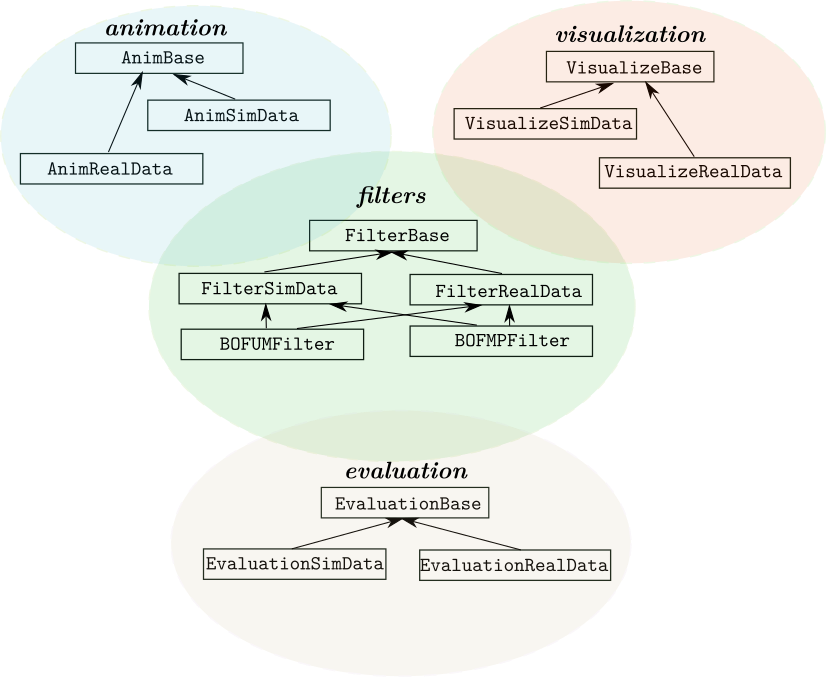 animation
AnimBase
AnimSimData
AnimRealData
visualization
VisualizeBase
VisualizeSimData
VisualizeRealData
filters
FilterBase
FilterSimData
FilterRealData
BOFUMFilter
BOFMPFilter
evaluation
EvaluationBase
EvaluationSimData
EvaluationRealData